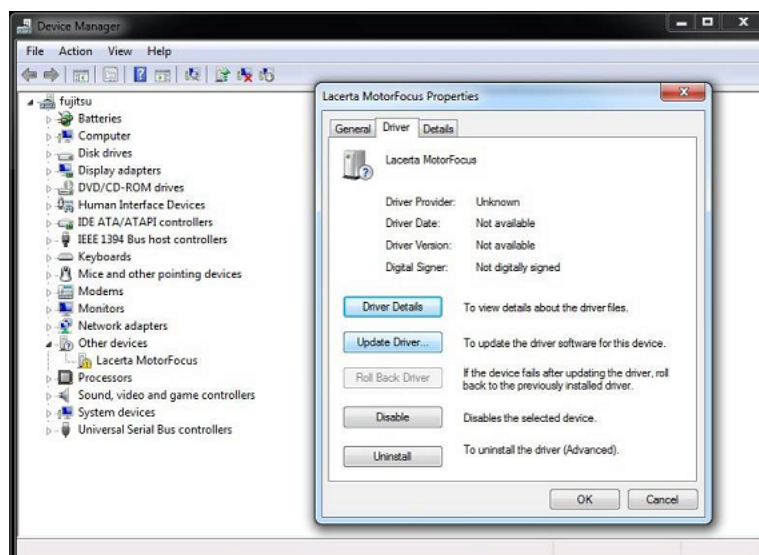 Device Manager
File Action View Help
fujitsu
Batteries
Computer
Disk drives
Display adapters
DVD/CD-ROM drives
Human Interface Devices
IDE ATA/ATAPI controllers
IEEE 1394 Bus host controllers
Keyboards
Mice and other pointing devices
Modems
Monitors
Network adapters
Other devices
Lacerta MotorFocus
Processors
Sound, video and game controllers
System devices
Universal Serial Bus controllers
Lacerta MotorFocus Properties
General Driver Details
Lacerta MotorFocus
Driver Provider: Unknown
Driver Date: Not available
Driver Version: Not available
Digital Signer: Not digitally signed
Driver Details To view details about the driver files.
Update Driver... To update the driver software for this device.
Roll Back Driver If the device fails after updating the driver, roll
back to the previously installed driver.
Disable Disables the selected device.
Uninstall To uninstall the driver (Advanced).
OK Cancel